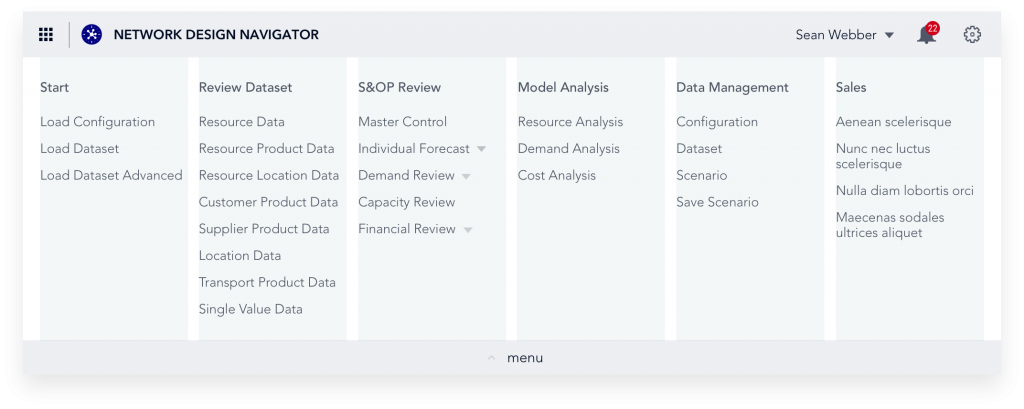 NETWORK DESIGN NAVIGATOR
Sean Webber
22
Start
Load Configuration
Load Dataset
Load Dataset Advanced
Review Dataset
Resource Data
Resource Product Data
Resource Location Data
Customer Product Data
Supplier Product Data
Location Data
Transport Product Data
Single Value Data
S&OP Review
Master Control
Individual Forecast
Demand Review
Capacity Review
Financial Review
Model Analysis
Resource Analysis
Demand Analysis
Cost Analysis
Data Management
Configuration
Dataset
Scenario
Save Scenario
Sales
Aenean scelerisque
Nunc nec luctus
scelerisque
Nulla diam lobortis orci
Maecenas sodales
ultrices aliquet
menu